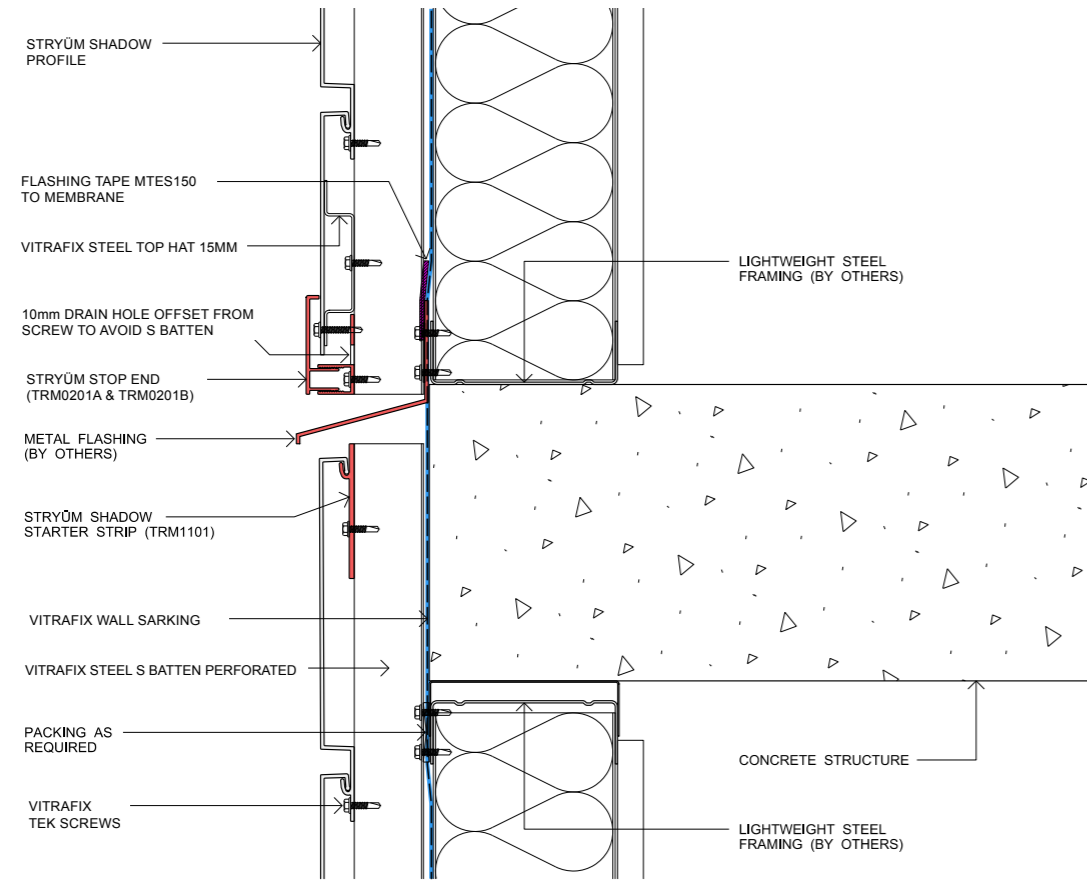 STRYÜM SHADOW
PROFILE
FLASHING TAPE MTES150
TO MEMBRANE
VITRAFIX STEEL TOP HAT 15MM
10mm DRAIN HOLE OFFSET FROM
SCREW TO AVOID S BATTEN
STRYÜM STOP END
(TRM0201A & TRM0201B)
METAL FLASHING
(BY OTHERS)
STRYÜM SHADOW
STARTER STRIP (TRM1101)
VITRAFIX WALL SARKING
VITRAFIX STEEL S BATTEN PERFORATED
PACKING AS
REQUIRED
VITRAFIX
TEK SCREWS
LIGHTWEIGHT STEEL
FRAMING (BY OTHERS)
CONCRETE STRUCTURE
LIGHTWEIGHT STEEL
FRAMING (BY OTHERS)